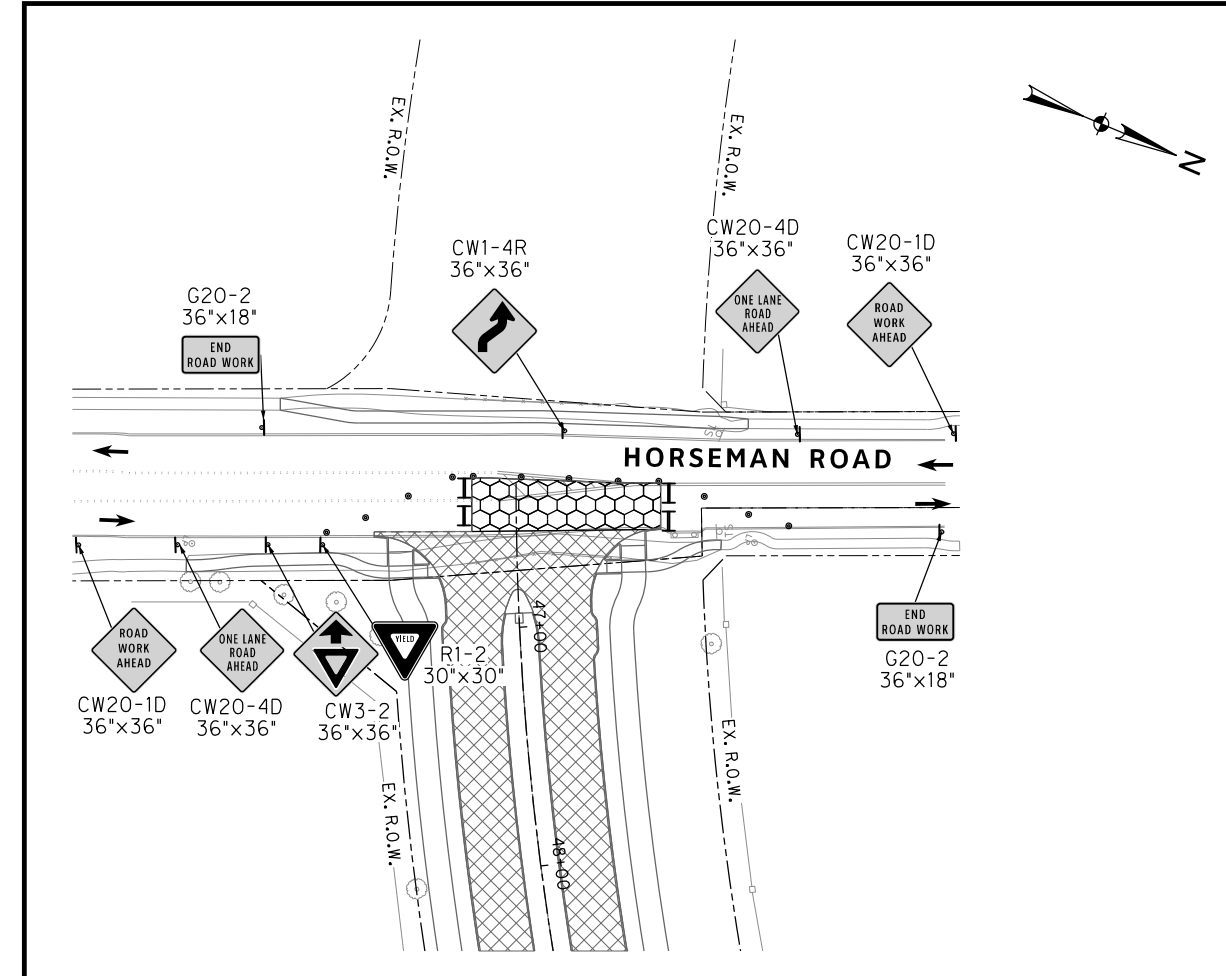 EX. R.O.W.
EX. R.O.W.
N
CW20-4D
36"x36"
CW20-1D
36"x36"
CW1-4R
36"x36"
G20-2
36"x18"
END
ROAD WORK
ONE LANE
ROAD
AHEAD
ROAD
WORK
AHEAD
HORSEMAN ROAD
ROAD
WORK
AHEAD
ONE LANE
ROAD
AHEAD
YIELD
R1-2
30"x30"
47+00
END
ROAD WORK
G20-2
36"x18"
CW20-1D
36"x36"
CW20-4D
36"x36"
CW3-2
36"x36"
EX. R.O.W.
EX. R.O.W.
48+00